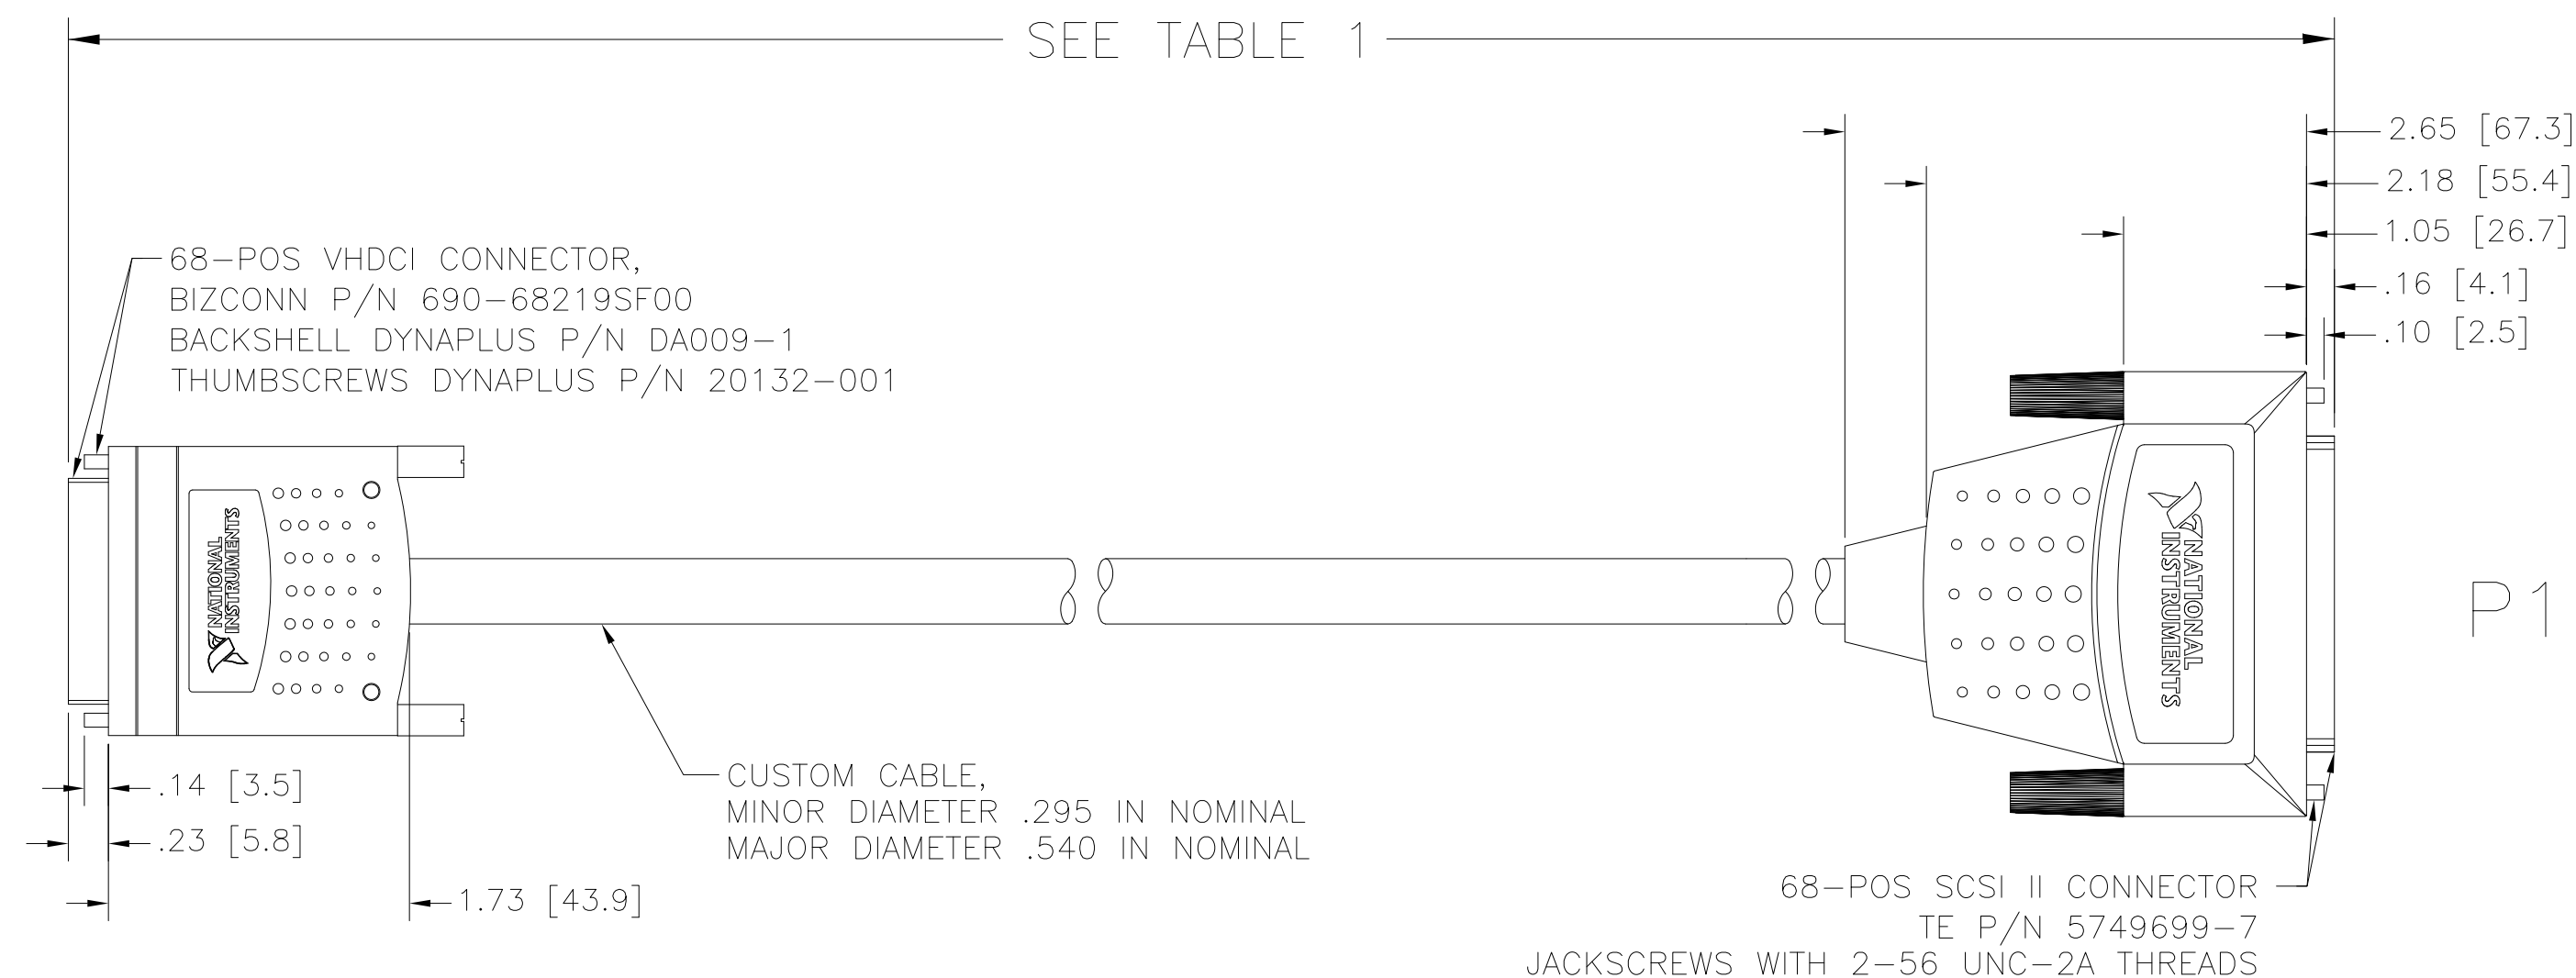 SEE TABLE 1
2.65 [67.3]
2.18 [55.4]
1.05 [26.7]
.16 [4.1]
.10 [2.5]
68-POS VHDCI CONNECTOR,
BIZCONN P/N 690-68219SF00
BACKSHELL DYNAPLUS P/N DA009-1
THUMBSCREWS DYNAPLUS P/N 20132-001
NATIONAL
INSTRUMENTS
NATIONAL
INSTRUMENTS
P1
.14 [3.5]
.23 [5.8]
1.73 [43.9]
CUSTOM CABLE,
MINOR DIAMETER .295 IN NOMINAL
MAJOR DIAMETER .540 IN NOMINAL
68-POS SCSI II CONNECTOR
TE P/N 5749699-7
JACKSCREWS WITH 2-56 UNC-2A THREADS